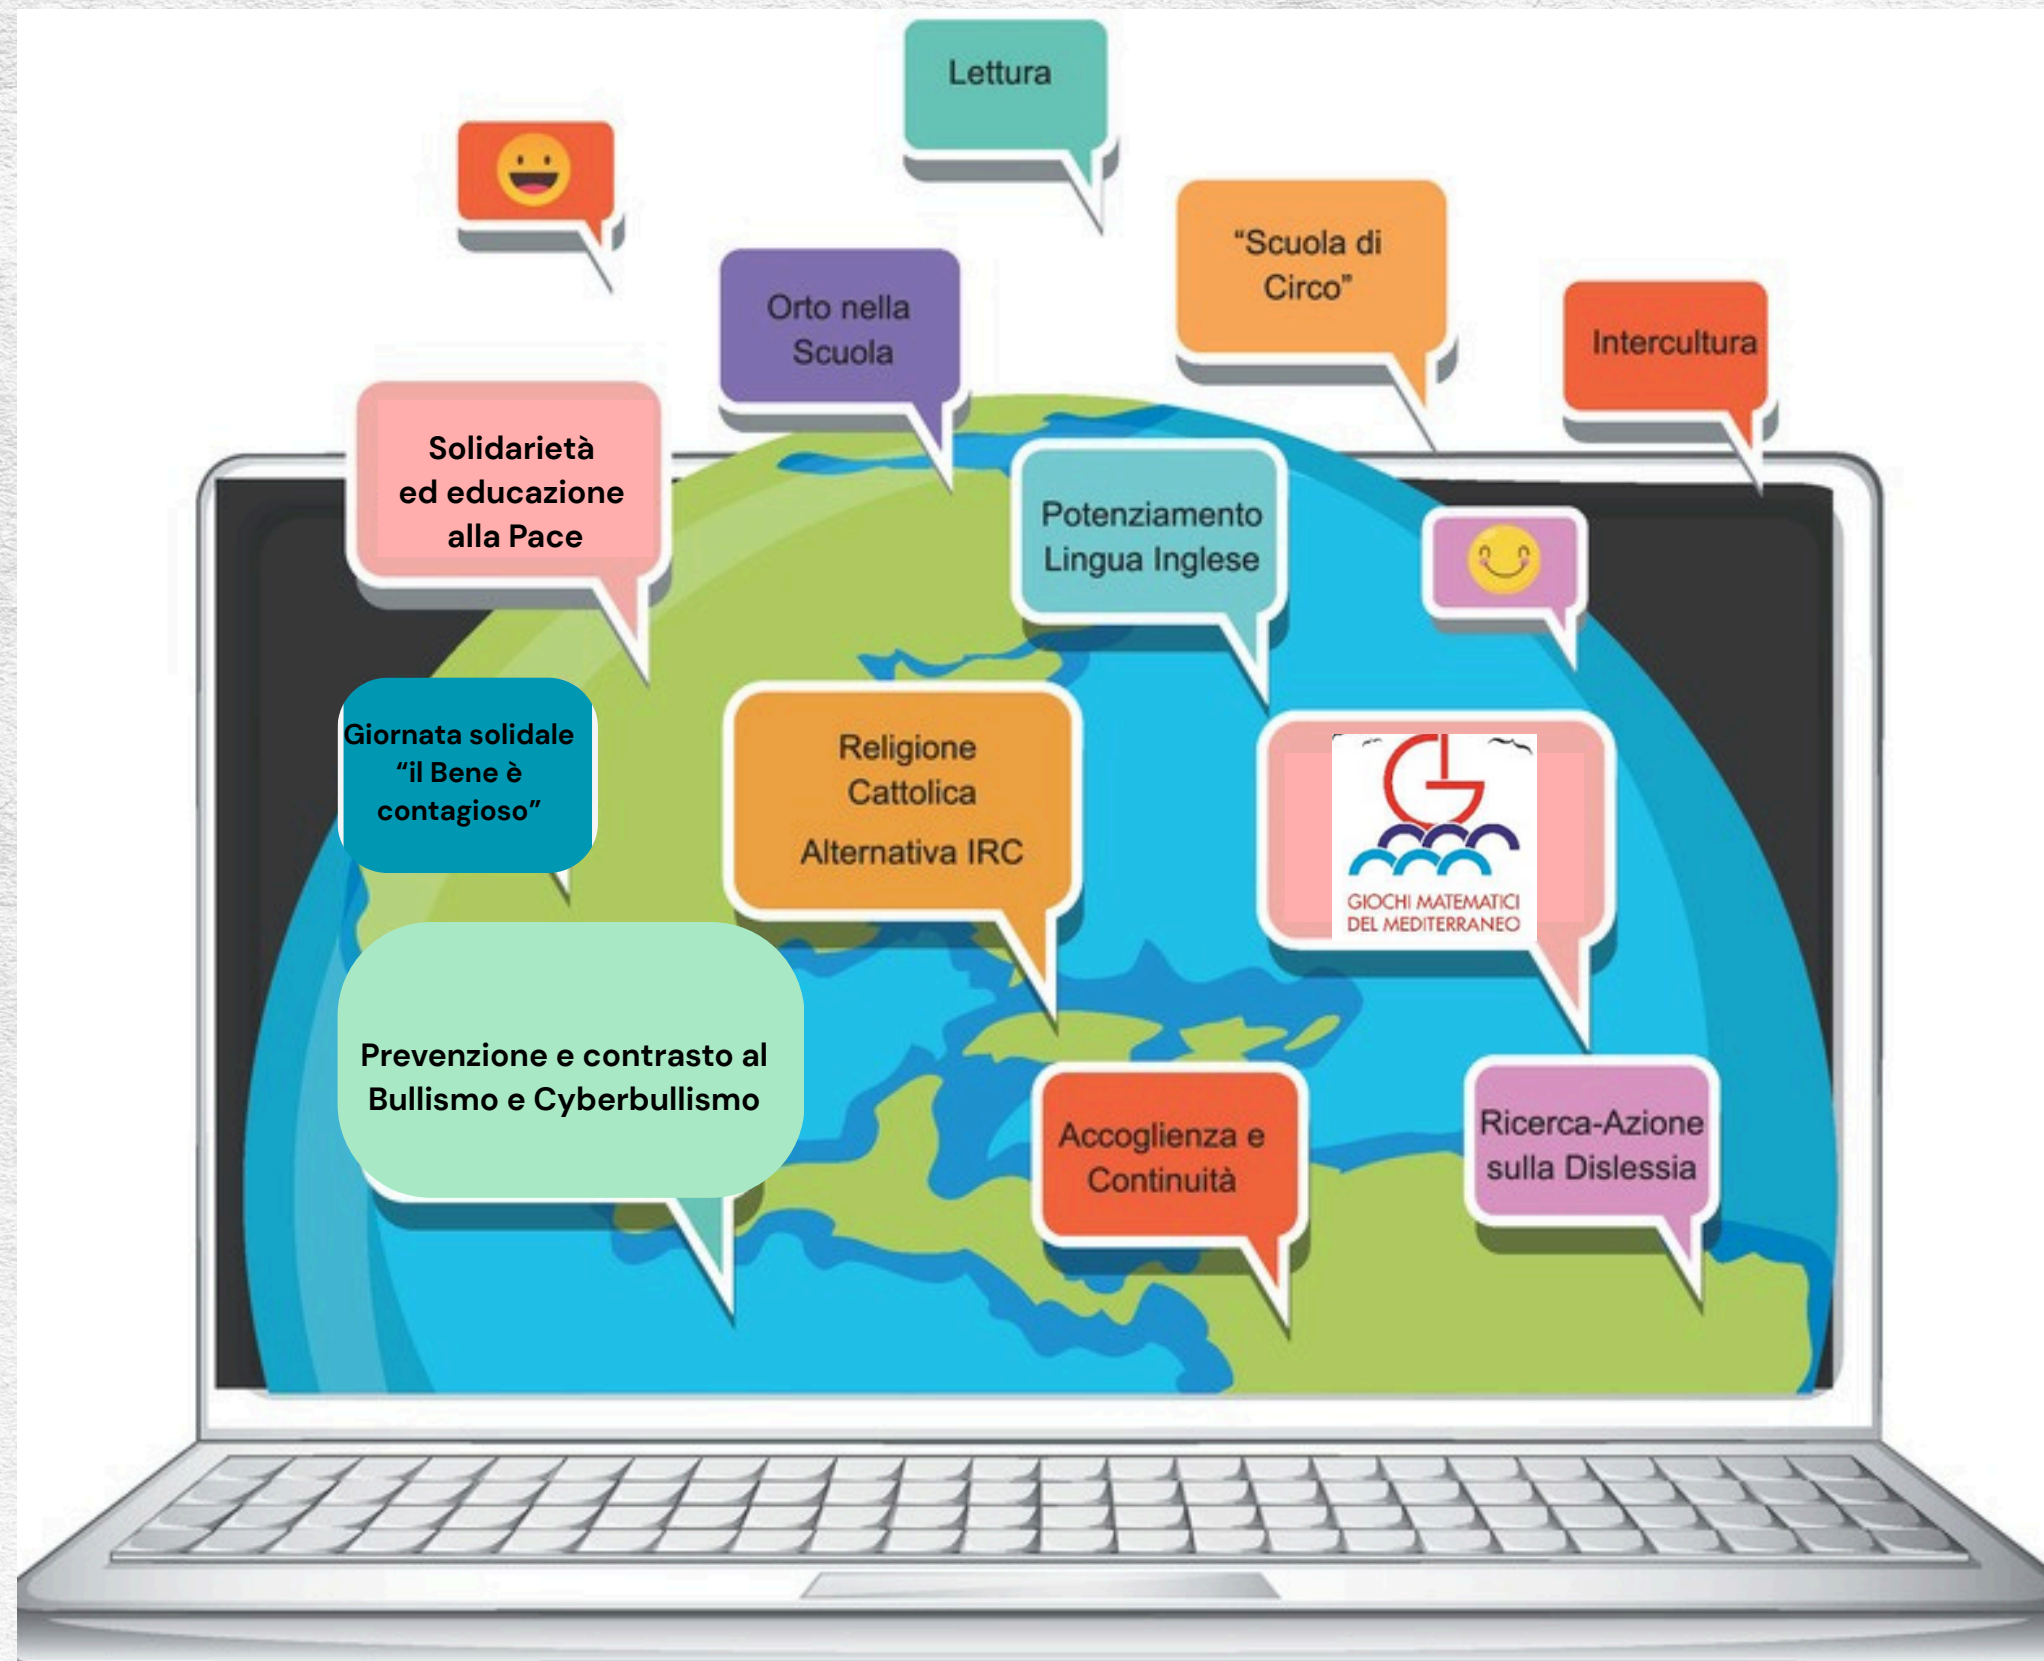 Lettura
“Scuola di
Circo”
Orto nella
Scuola
Intercultura
Solidarietà
ed educazione
alla Pace
Potenziamento
Lingua Inglese
Giornata solidale
“il Bene è
contagioso”
Religione
Cattolica
Alternativa IRC
GIOCHI MATEMATICI
DEL MEDITERRANEO
Prevenzione e contrasto al
Bullismo e Cyberbullismo
Accoglienza e
Continuità
Ricerca-Azione
sulla Dislessia